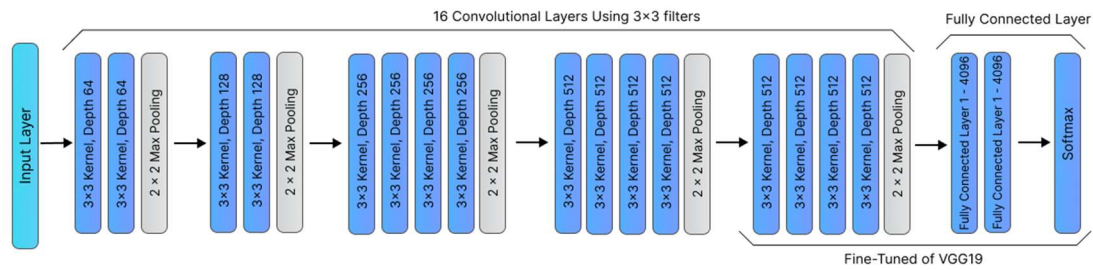 16 Convolutional Layers Using 3×3 filters
Fully Connected Layer
Input Layer
3×3 Kernel, Depth 64
3×3 Kernel, Depth 64
2 × 2 Max Pooling
3×3 Kernel, Depth 128
3×3 Kernel, Depth 128
2 × 2 Max Pooling
3×3 Kernel, Depth 256
3×3 Kernel, Depth 256
3×3 Kernel, Depth 256
3×3 Kernel, Depth 256
2 × 2 Max Pooling
3×3 Kernel, Depth 512
3×3 Kernel, Depth 512
3×3 Kernel, Depth 512
3×3 Kernel, Depth 512
2 × 2 Max Pooling
3×3 Kernel, Depth 512
3×3 Kernel, Depth 512
3×3 Kernel, Depth 512
3×3 Kernel, Depth 512
2 × 2 Max Pooling
Fully Connected Layer 1 - 4096
Fully Connected Layer 1 - 4096
Softmax
Fine-Tuned of VGG19